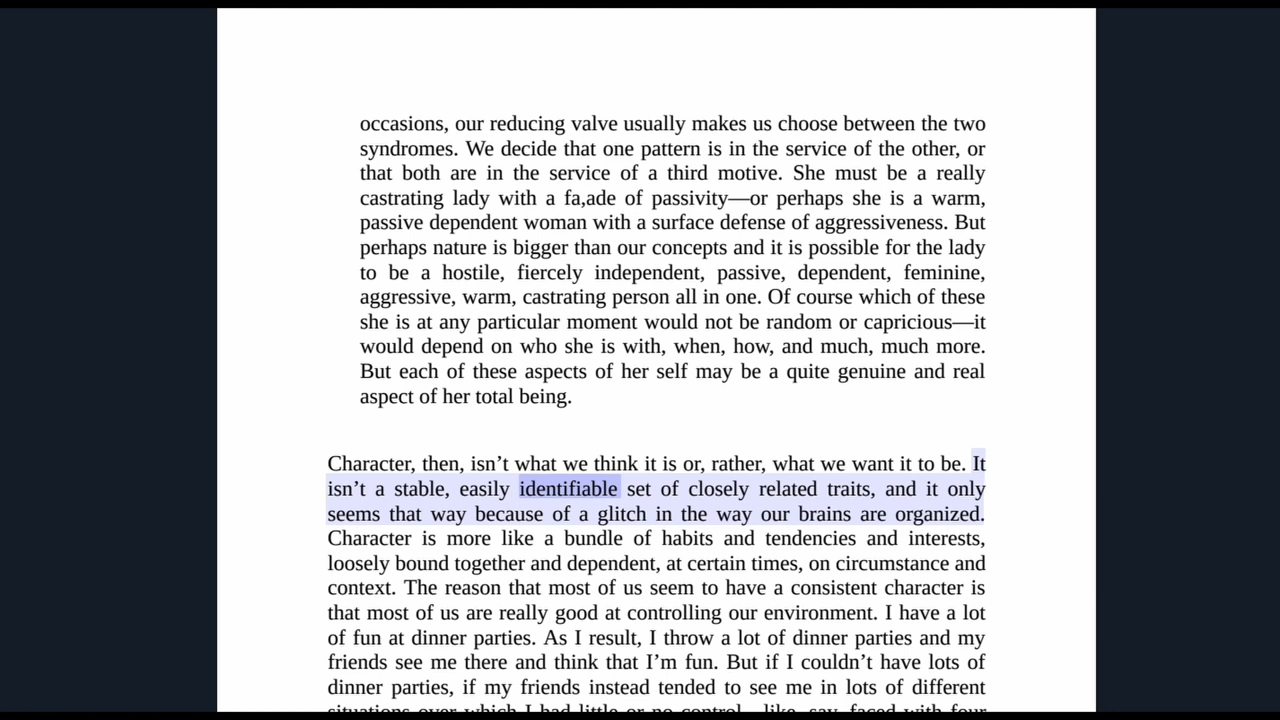 occasions, our reducing valve usually makes us choose between the two
syndromes. We decide that one pattern is in the service of the other, or
that both are in the service of a third motive. She must be a really
castrating lady with a fa,ade of passivity—or perhaps she is a warm,
passive dependent woman with a surface defense of aggressiveness. But
perhaps nature is bigger than our concepts and it is possible for the lady
to be a hostile, fiercely independent, passive, dependent, feminine,
aggressive, warm, castrating person all in one. Of course which of these
she is at any particular moment would not be random or capricious—it
would depend on who she is with, when, how, and much, much more.
But each of these aspects of her self may be a quite genuine and real
aspect of her total being.
Character, then, isn’t what we think it is or, rather, what we want it to be. It
isn’t a stable, easily identifiable set of closely related traits, and it only
seems that way because of a glitch in the way our brains are organized.
Character is more like a bundle of habits and tendencies and interests,
loosely bound together and dependent, at certain times, on circumstance and
context. The reason that most of us seem to have a consistent character is
that most of us are really good at controlling our environment. I have a lot
of fun at dinner parties. As I result, I throw a lot of dinner parties and my
friends see me there and think that I’m fun. But if I couldn’t have lots of
dinner parties, if my friends instead tended to see me in lots of different
situations over which I had little or no control—like, say, faced with four